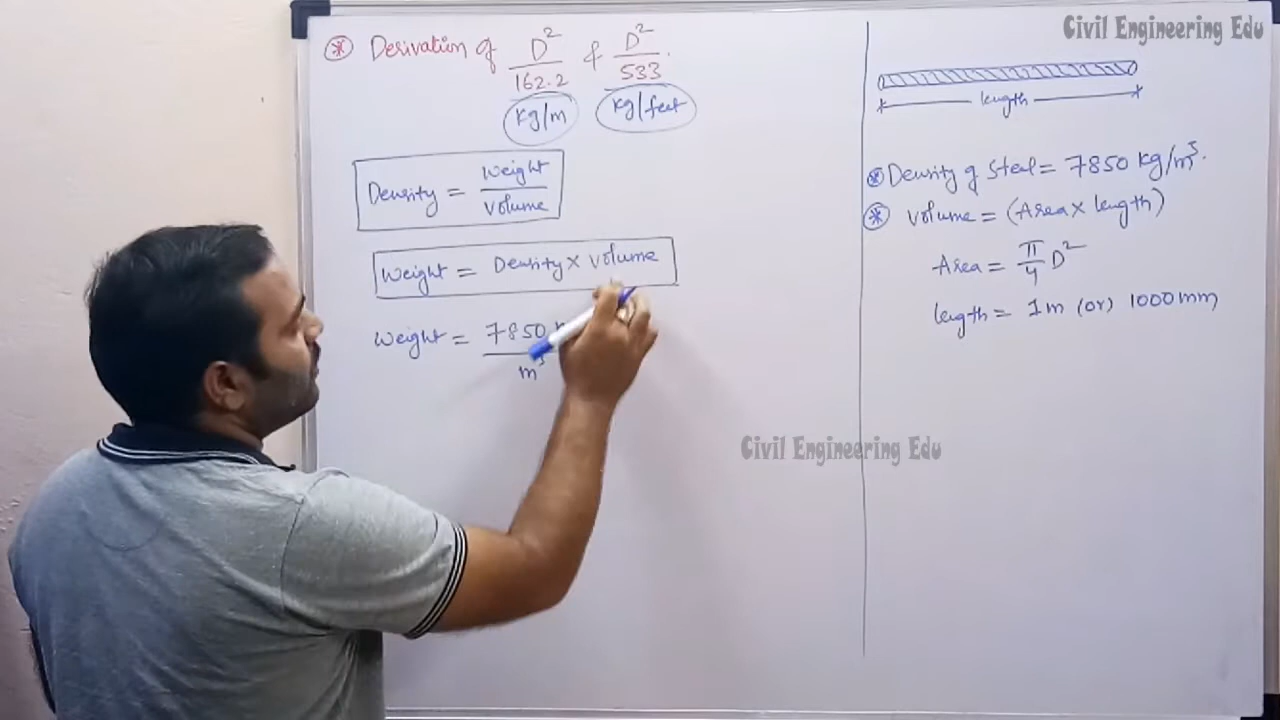 Civil Engineering Edu
* Derivation of D²/162.2 & D²/533.
kg/m kg/feet
Density = Weight/Volume
Weight = Density × Volume
Weight = 7850
m³
length
* Density of Steel = 7850 kg/m³.
* Volume = (Area × length)
Area = π/4 D²
length = 1m (or) 1000mm
Civil Engineering Edu